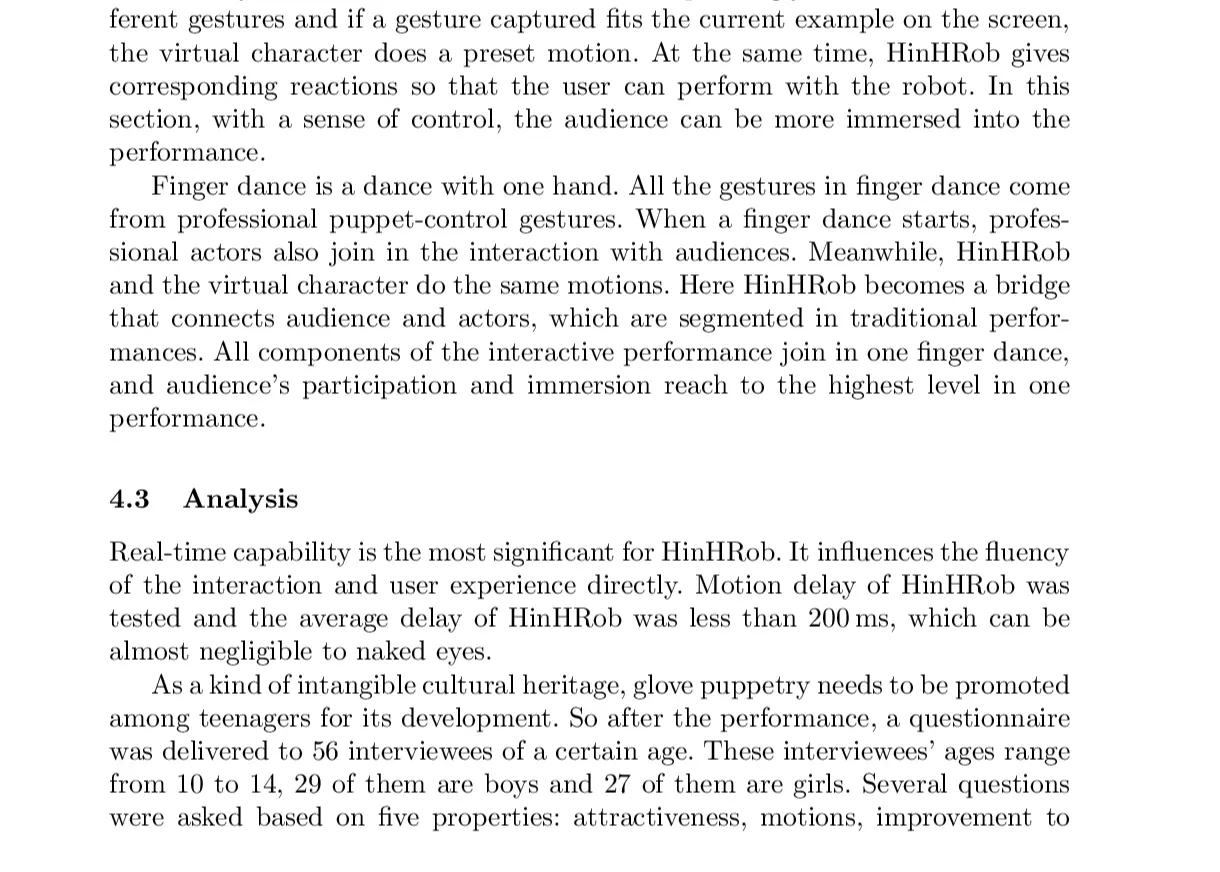 ferent gestures and if a gesture captured fits the current example on the screen,
the virtual character does a preset motion. At the same time, HinHRob gives
corresponding reactions so that the user can perform with the robot. In this
section, with a sense of control, the audience can be more immersed into the
performance.
Finger dance is a dance with one hand. All the gestures in finger dance come
from professional puppet-control gestures. When a finger dance starts, profes-
sional actors also join in the interaction with audiences. Meanwhile, HinHRob
and the virtual character do the same motions. Here HinHRob becomes a bridge
that connects audience and actors, which are segmented in traditional perfor-
mances. All components of the interactive performance join in one finger dance,
and audience's participation and immersion reach to the highest level in one
performance.
4.3 Analysis
Real-time capability is the most significant for HinHRob. It influences the fluency
of the interaction and user experience directly. Motion delay of HinHRob was
tested and the average delay of HinHRob was less than 200 ms, which can be
almost negligible to naked eyes.
As a kind of intangible cultural heritage, glove puppetry needs to be promoted
among teenagers for its development. So after the performance, a questionnaire
was delivered to 56 interviewees of a certain age. These interviewees' ages range
from 10 to 14, 29 of them are boys and 27 of them are girls. Several questions
were asked based on five properties: attractiveness, motions, improvement to